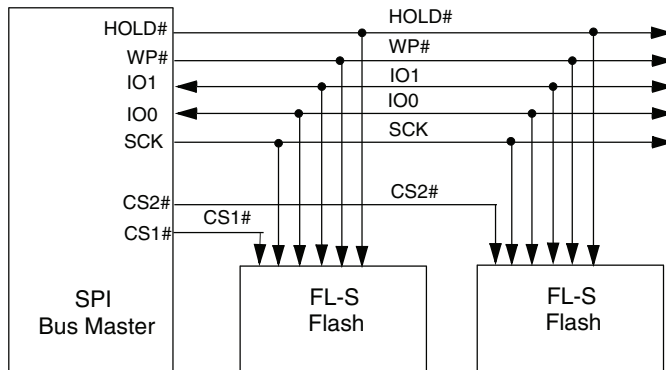 HOLD# HOLD#
WP# WP#
IO1 IO1
IO0 IO0
SCK SCK
CS2# CS2#
CS1# CS1#
SPI
Bus Master
FL-S
Flash
FL-S
Flash